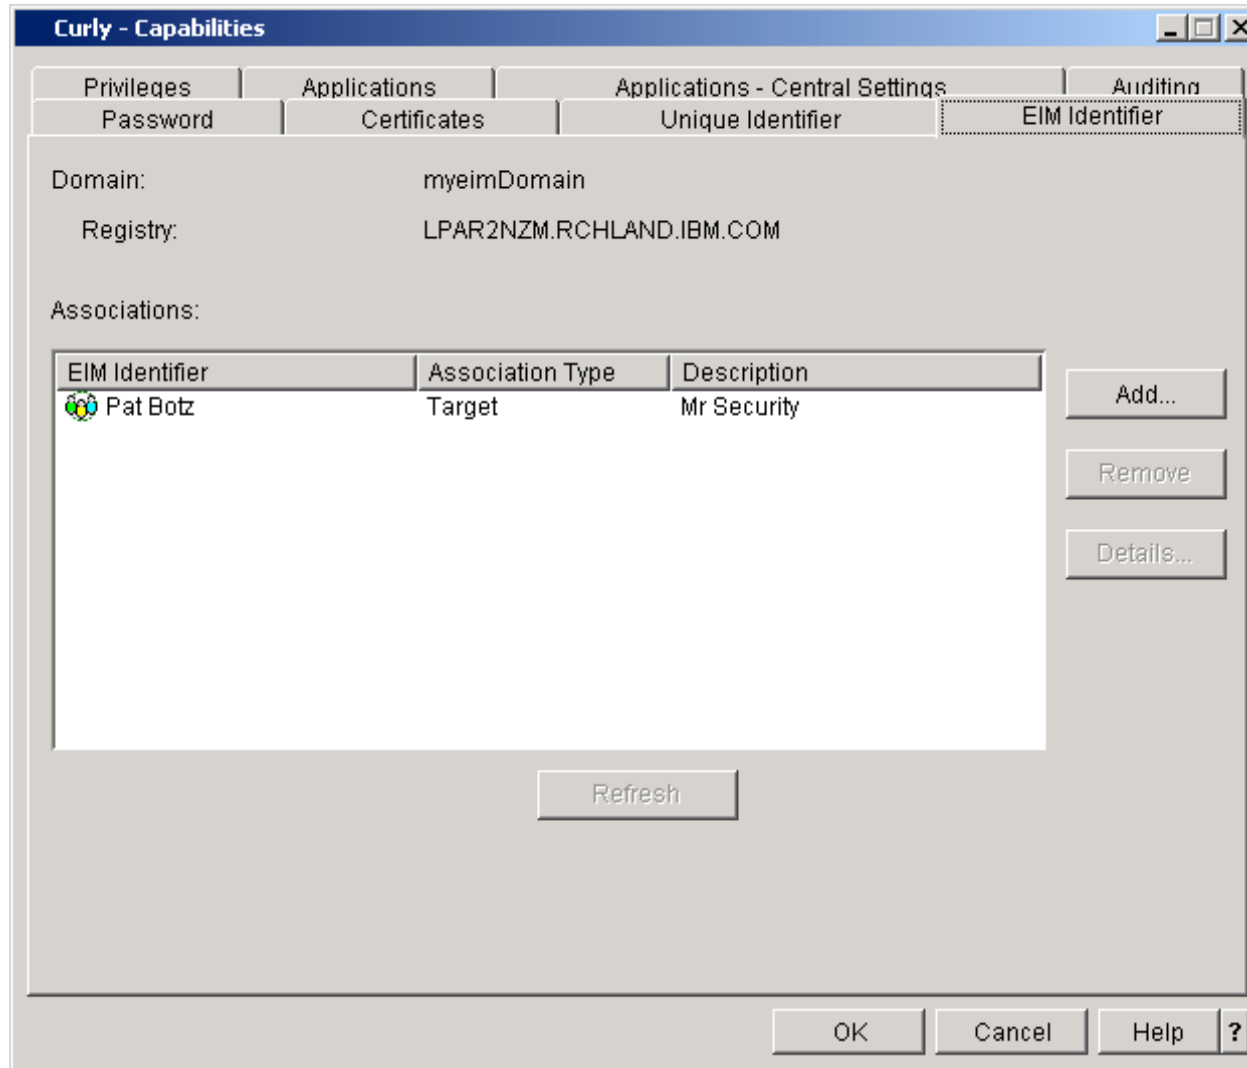 Curly - Capabilities
Privileges Applications Applications - Central Settings Auditing
Password Certificates Unique Identifier EIM Identifier
Domain: myeimDomain
Registry: LPAR2NZM.RCHLAND.IBM.COM
Associations:
EIM Identifier Association Type Description
Pat Botz Target Mr Security
Add...
Remove
Details...
Refresh
OK Cancel Help ?